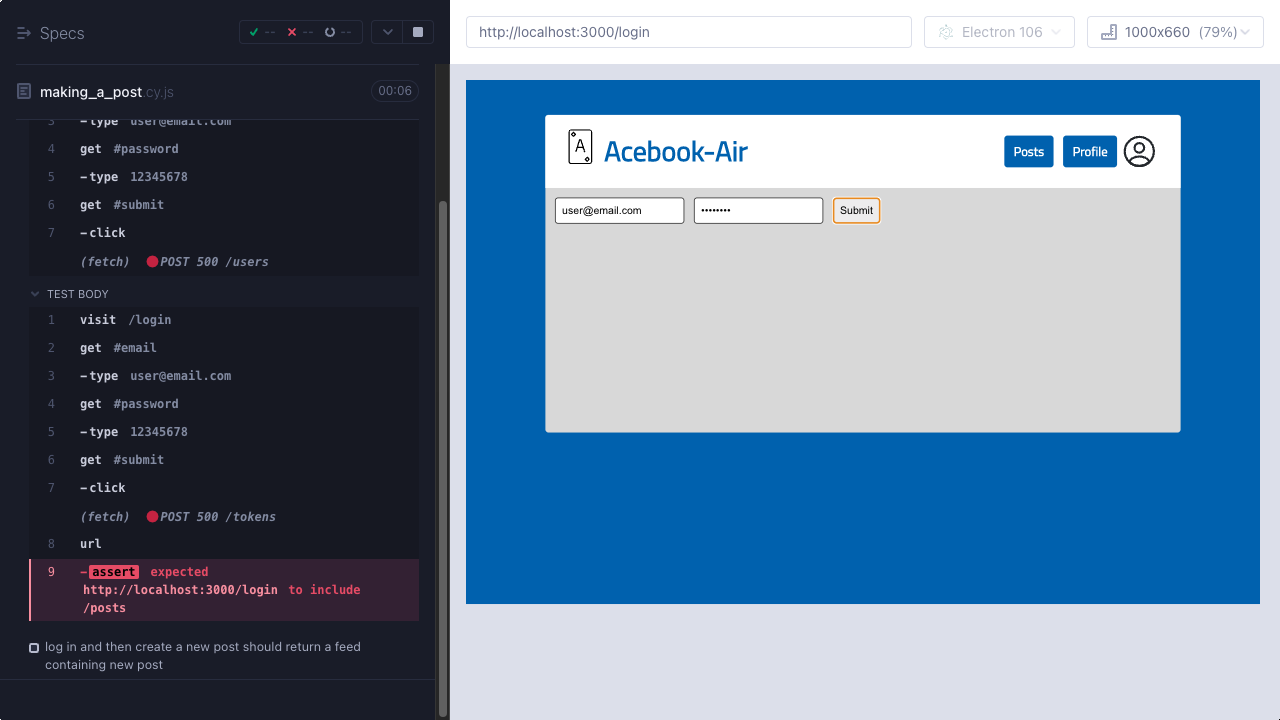 Specs
--
--
--
making_a_post.cy.js
00:06
3 -type user@email.com
4 get #password
5 -type 12345678
6 get #submit
7 -click
(fetch) POST 500 /users
TEST BODY
1 visit /login
2 get #email
3 -type user@email.com
4 get #password
5 -type 12345678
6 get #submit
7 -click
(fetch) POST 500 /tokens
8 url
9 -assert expected
http://localhost:3000/login to include
/posts
log in and then create a new post should return a feed
containing new post
http://localhost:3000/login
Electron 106
1000x660 (79%)
A
Acebook-Air
Posts
Profile
user@email.com
••••••••
Submit